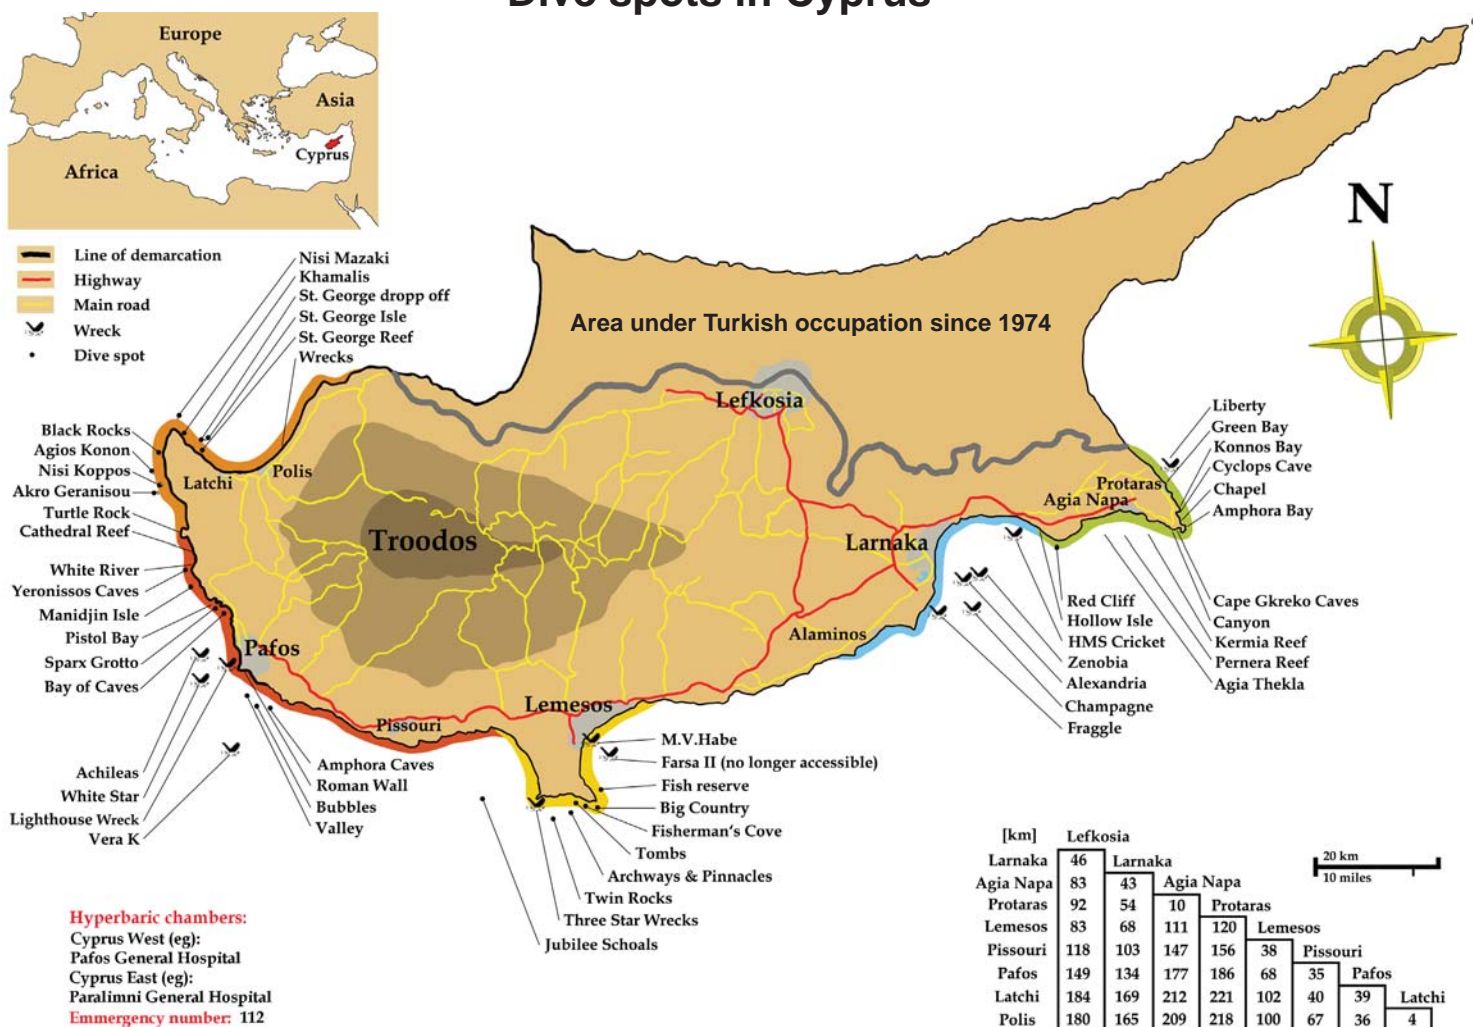 Dive spots in Cyprus
Europe
Asia
Cyprus
Africa
N
Line of demarcation
Highway
Main road
Wreck
Dive spot
Nisi Mazaki
Khamalis
St. George dropp off
St. George Isle
St. George Reef
Wrecks
Area under Turkish occupation since 1974
Black Rocks
Agios Konon
Nisi Koppos
Akro Geranisou
Turtle Rock
Cathedral Reef
White River
Yeronissos Caves
Manidjin Isle
Pistol Bay
Sparx Grotto
Bay of Caves
Achileas
White Star
Lighthouse Wreck
Vera K
Latchi
Polis
Troodos
Lefkosia
Larnaka
Alaminos
Agia Napa
Protaras
Pafos
Pissouri
Lemesos
Liberty
Green Bay
Konnos Bay
Cyclops Cave
Chapel
Amphora Bay
Cape Gkreko Caves
Canyon
Kermia Reef
Pernera Reef
Agia Thekla
Red Cliff
Hollow Isle
HMS Cricket
Zenobia
Alexandria
Champagne
Fraggle
Amphora Caves
Roman Wall
Bubbles
Valley
M.V.Habe
Farsa II (no longer accessible)
Fish reserve
Big Country
Fisherman's Cove
Tombs
Archways & Pinnacles
Twin Rocks
Three Star Wrecks
Jubilee Schoals
Hyperbaric chambers:
Cyprus West (eg):
Pafos General Hospital
Cyprus East (eg):
Paralimni General Hospital
Emmergency number: 112
20 km
10 miles
[km] Lefkosia
Larnaka 46 Larnaka
Agia Napa 83 43 Agia Napa
Protaras 92 54 10 Protaras
Lemesos 83 68 111 120 Lemesos
Pissouri 118 103 147 156 38 Pissouri
Pafos 149 134 177 186 68 35 Pafos
Latchi 184 169 212 221 102 40 39 Latchi
Polis 180 165 209 218 100 67 36 4